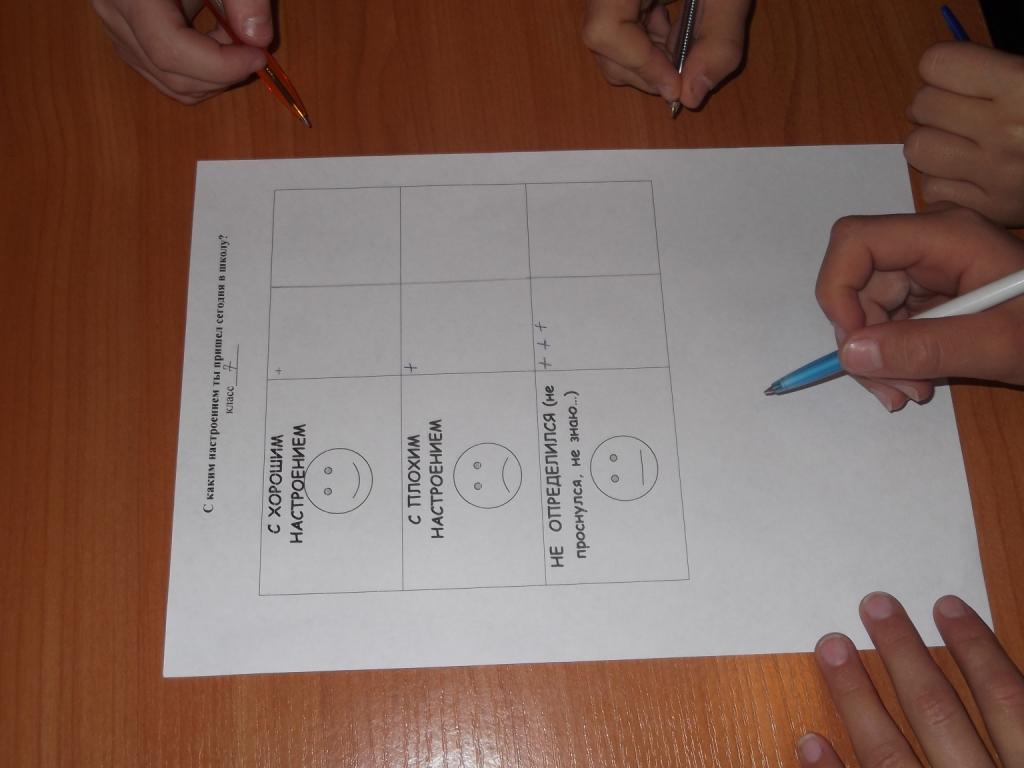 С каким настроением ты пришел сегодня в школу?
класс 7
С ХОРОШИМ
НАСТРОЕНИЕМ
+
С ПЛОХИМ
НАСТРОЕНИЕМ
+
НЕ ОПРЕДЕЛИЛСЯ (не
проснулся, не знаю...)
+ + +